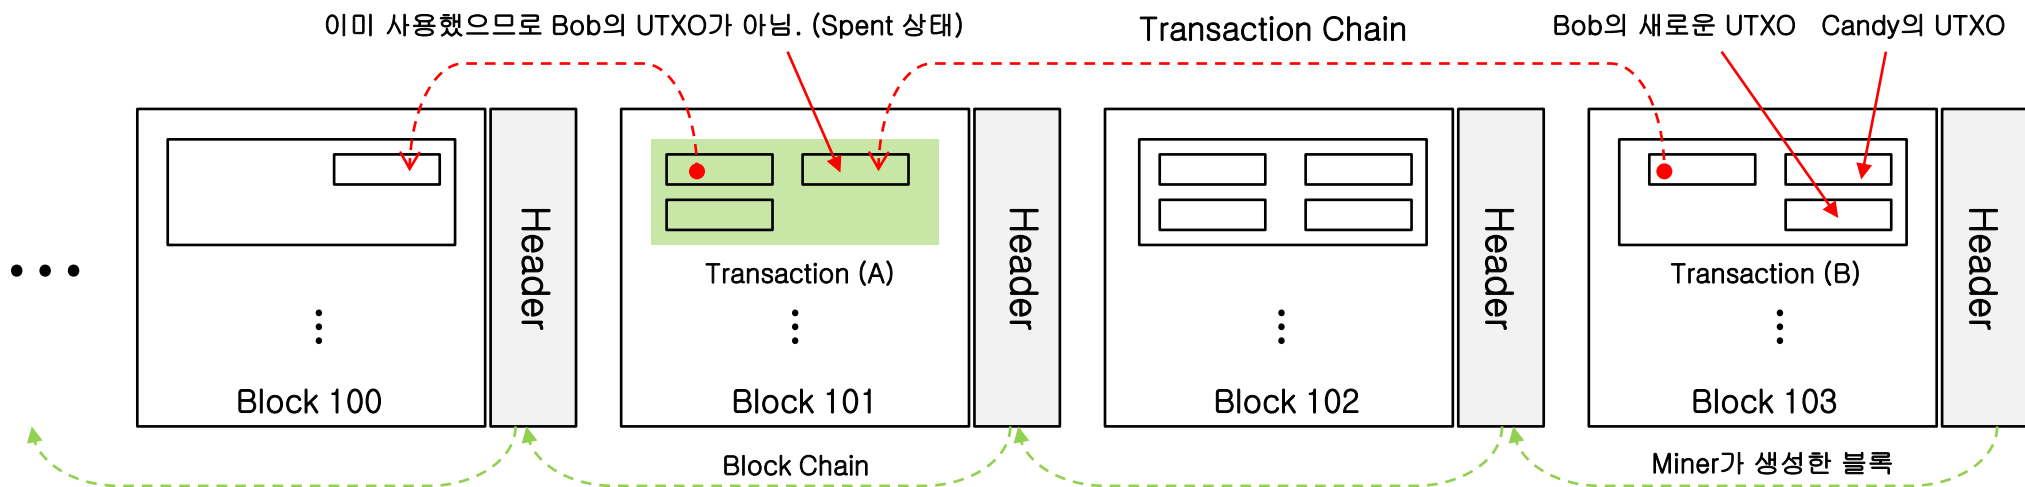 이미 사용했으므로 Bob의 UTXO가 아님. (Spent 상태)
Transaction Chain
Bob의 새로운 UTXO
Candy의 UTXO
Header
Header
Header
Header
Transaction (A)
Transaction (B)
Block 100
Block 101
Block 102
Block 103
Block Chain
Miner가 생성한 블록